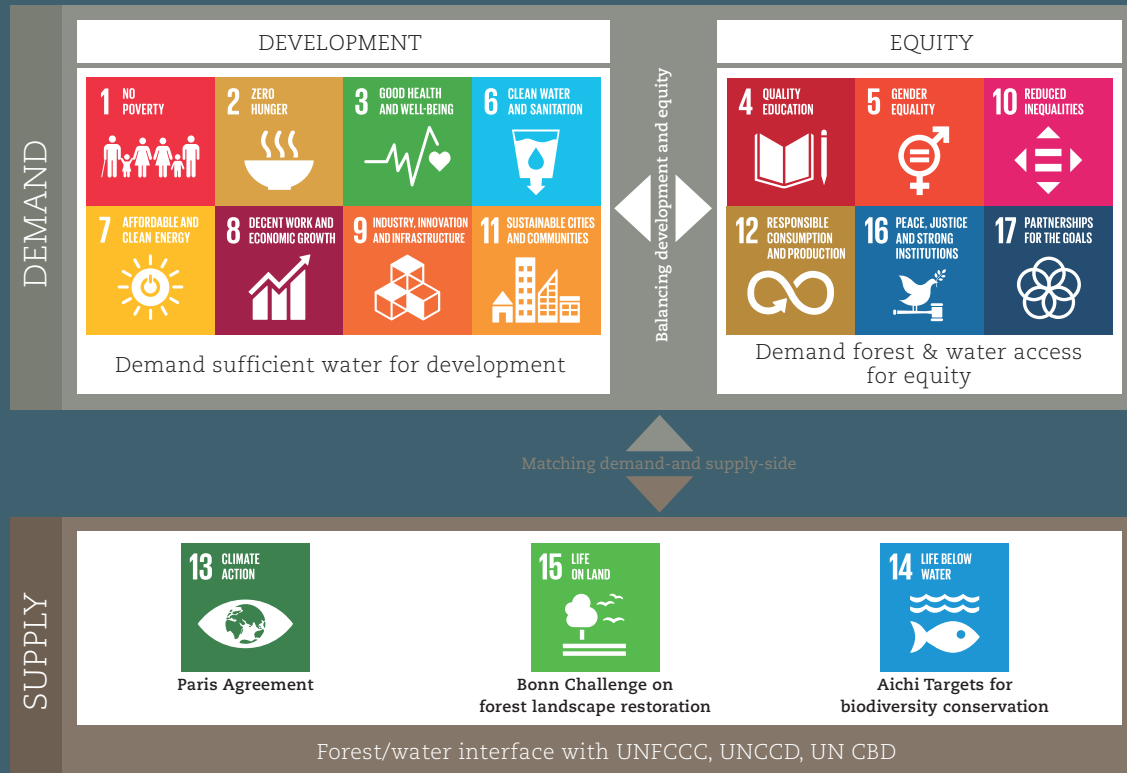 DEMAND
DEVELOPMENT
1 NO
POVERTY
2 ZERO
HUNGER
3 GOOD HEALTH
AND WELL-BEING
6 CLEAN WATER
AND SANITATION
7 AFFORDABLE AND
CLEAN ENERGY
8 DECENT WORK AND
ECONOMIC GROWTH
9 INDUSTRY, INNOVATION
AND INFRASTRUCTURE
11 SUSTAINABLE CITIES
AND COMMUNITIES
Demand sufficient water for development
Balancing development and equity
EQUITY
4 QUALITY
EDUCATION
5 GENDER
EQUALITY
10 REDUCED
INEQUALITIES
12 RESPONSIBLE
CONSUMPTION
AND PRODUCTION
16 PEACE, JUSTICE
AND STRONG
INSTITUTIONS
17 PARTNERSHIPS
FOR THE GOALS
Demand forest & water access
for equity
Matching demand-and supply-side
SUPPLY
13 CLIMATE
ACTION
Paris Agreement
15 LIFE
ON LAND
Bonn Challenge on
forest landscape restoration
14 LIFE BELOW
WATER
Aichi Targets for
biodiversity conservation
Forest/water interface with UNFCCC, UNCCD, UN CBD